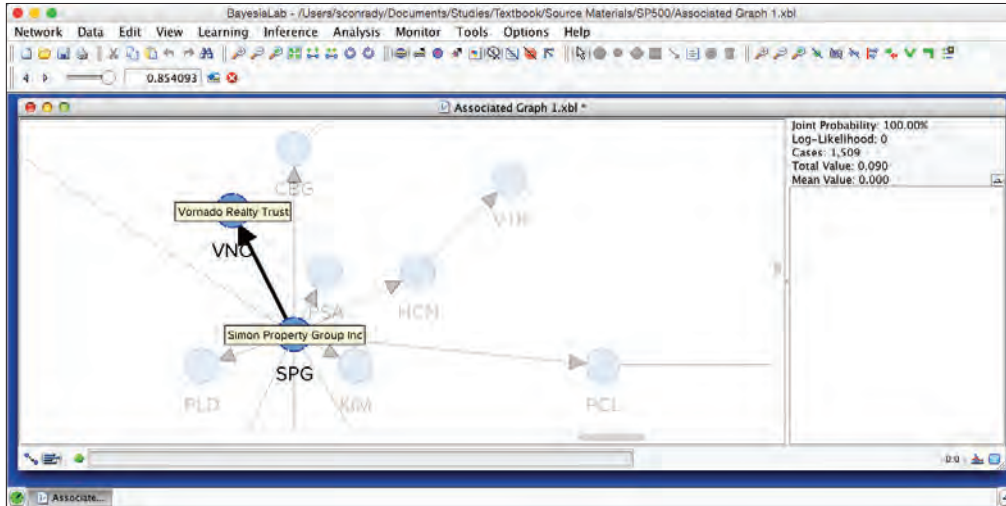 BayesiaLab - /Users/sconrady/Documents/Studies/Textbook/Source Materials/SP500/Associated Graph 1.xbl
Network Data Edit View Learning Inference Analysis Monitor Tools Options Help
0.854093
Associated Graph 1.xbl *
Joint Probability: 100.00%
Log-Likelihood: 0
Cases: 1,509
Total Value: 0.090
Mean Value: 0.000
CBG
VTR
Vornado Realty Trust
VNO
PSA
HCN
Simon Property Group Inc
SPG
PLD
KIM
PCL
0:0
Associate...